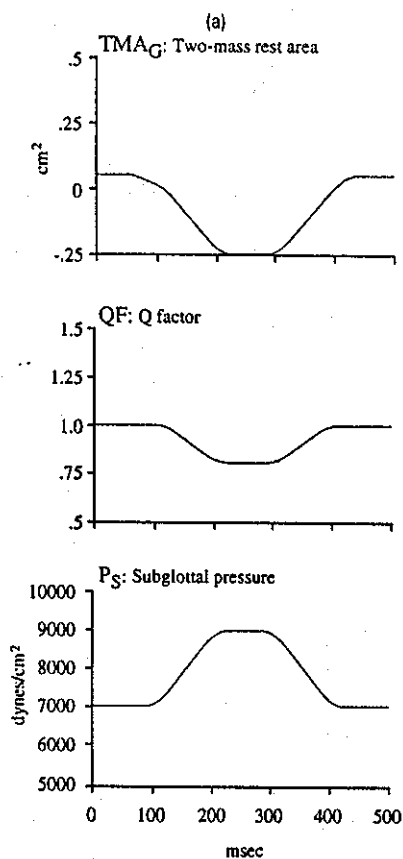 (a)
TMAG: Two-mass rest area
.5
.25
0
-.25
cm2
QF: Q factor
1.5
1.25
1.0
0.75
.5
PS: Subglottal pressure
10000
9000
8000
7000
6000
5000
dynes/cm2
0 100 200 300 400 500
msec